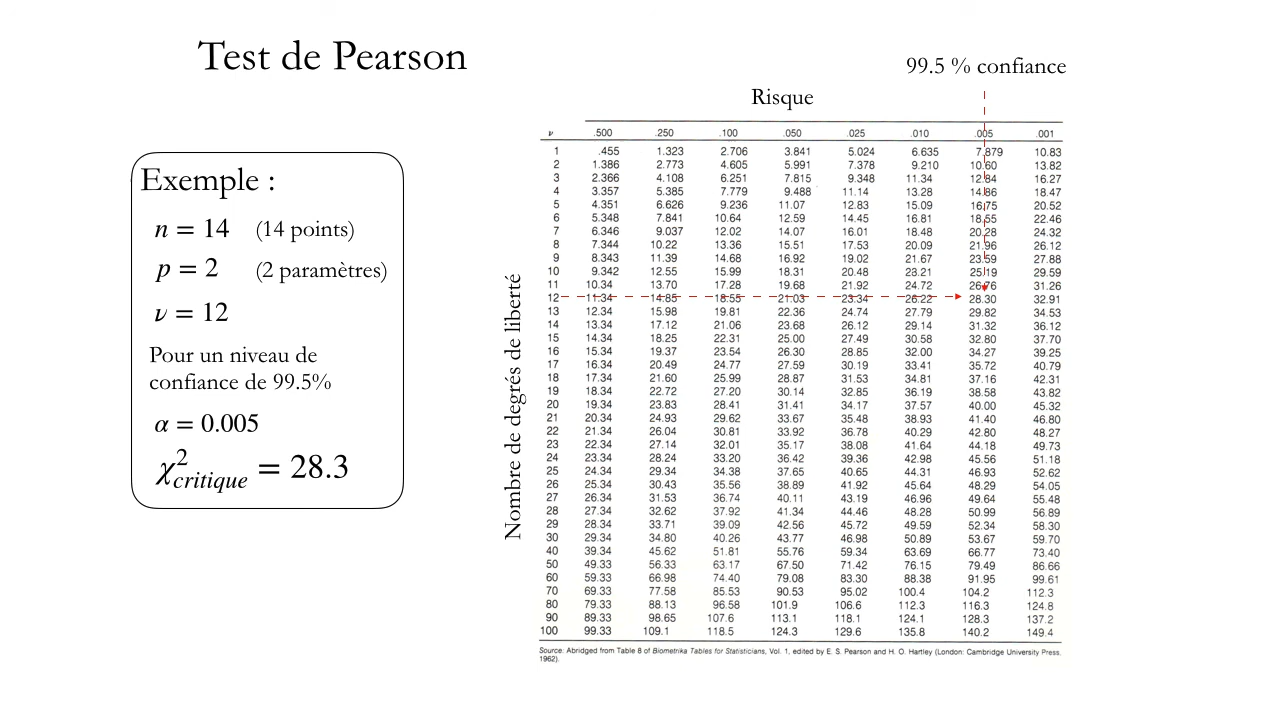 Test de Pearson
99.5 % confiance
Risque
Exemple :
n = 14 (14 points)
p = 2 (2 paramètres)
ν = 12
Pour un niveau de
confiance de 99.5%
α = 0.005
χ²critique = 28.3
Nombre de degrés de liberté
ν .500 .250 .100 .050 .025 .010 .005 .001
1 .455 1.323 2.706 3.841 5.024 6.635 7.879 10.83
2 1.386 2.773 4.605 5.991 7.378 9.210 10.60 13.82
3 2.366 4.108 6.251 7.815 9.348 11.34 12.84 16.27
4 3.357 5.385 7.779 9.488 11.14 13.28 14.86 18.47
5 4.351 6.626 9.236 11.07 12.83 15.09 16.75 20.52
6 5.348 7.841 10.64 12.59 14.45 16.81 18.55 22.46
7 6.346 9.037 12.02 14.07 16.01 18.48 20.28 24.32
8 7.344 10.22 13.36 15.51 17.53 20.09 21.96 26.12
9 8.343 11.39 14.68 16.92 19.02 21.67 23.59 27.88
10 9.342 12.55 15.99 18.31 20.48 23.21 25.19 29.59
11 10.34 13.70 17.28 19.68 21.92 24.72 26.76 31.26
12 11.34 14.85 18.55 21.03 23.34 26.22 28.30 32.91
13 12.34 15.98 19.81 22.36 24.74 27.79 29.82 34.53
14 13.34 17.12 21.06 23.68 26.12 29.14 31.32 36.12
15 14.34 18.25 22.31 25.00 27.49 30.58 32.80 37.70
16 15.34 19.37 23.54 26.30 28.85 32.00 34.27 39.25
17 16.34 20.49 24.77 27.59 30.19 33.41 35.72 40.79
18 17.34 21.60 25.99 28.87 31.53 34.81 37.16 42.31
19 18.34 22.72 27.20 30.14 32.85 36.19 38.58 43.82
20 19.34 23.83 28.41 31.41 34.17 37.57 40.00 45.32
21 20.34 24.93 29.62 33.67 35.48 38.93 41.40 46.80
22 21.34 26.04 30.81 33.92 36.78 40.29 42.80 48.27
23 22.34 27.14 32.01 35.17 38.08 41.64 44.18 49.73
24 23.34 28.24 33.20 36.42 39.36 42.98 45.56 51.18
25 24.34 29.34 34.38 37.65 40.65 44.31 46.93 52.62
26 25.34 30.43 35.56 38.89 41.92 45.64 48.29 54.05
27 26.34 31.53 36.74 40.11 43.19 46.96 49.64 55.48
28 27.34 32.62 37.92 41.34 44.46 48.28 50.99 56.89
29 28.34 33.71 39.09 42.56 45.72 49.59 52.34 58.30
30 29.34 34.80 40.26 43.77 46.98 50.89 53.67 59.70
40 39.34 45.62 51.81 55.76 59.34 63.69 66.77 73.40
50 49.33 56.33 63.17 67.50 71.42 76.15 79.49 86.66
60 59.33 66.98 74.40 79.08 83.30 88.38 91.95 99.61
70 69.33 77.58 85.53 90.53 95.02 100.4 104.2 112.3
80 79.33 88.13 96.58 101.9 106.6 112.3 116.3 124.8
90 89.33 98.65 107.6 113.1 118.1 124.1 128.3 137.2
100 99.33 109.1 118.5 124.3 129.6 135.8 140.2 149.4
Source: Abridged from Table 8 of Biometrika Tables for Statisticians, Vol. 1, edited by E. S. Pearson and H. O. Hartley (London: Cambridge University Press,
1962).